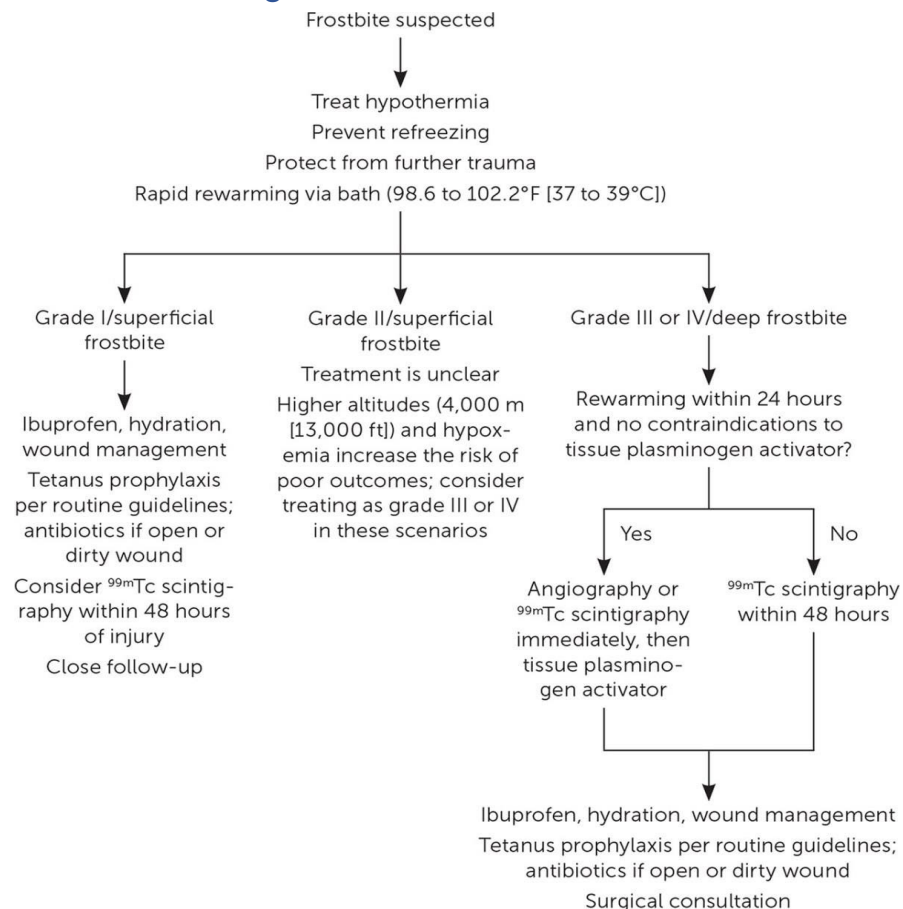 Frostbite suspected
Treat hypothermia
Prevent refreezing
Protect from further trauma
Rapid rewarming via bath (98.6 to 102.2°F [37 to 39°C])
Grade I/superficial
frostbite
Ibuprofen, hydration,
wound management
Tetanus prophylaxis
per routine guidelines;
antibiotics if open or
dirty wound
Consider ⁹⁹ᵐTc scintig-
raphy within 48 hours
of injury
Close follow-up
Grade II/superficial
frostbite
Treatment is unclear
Higher altitudes (4,000 m
[13,000 ft]) and hypox-
emia increase the risk of
poor outcomes; consider
treating as grade III or IV
in these scenarios
Grade III or IV/deep frostbite
Rewarming within 24 hours
and no contraindications to
tissue plasminogen activator?
Yes
Angiography or
⁹⁹ᵐTc scintigraphy
immediately, then
tissue plasmino-
gen activator
No
⁹⁹ᵐTc scintigraphy
within 48 hours
Ibuprofen, hydration, wound management
Tetanus prophylaxis per routine guidelines;
antibiotics if open or dirty wound
Surgical consultation